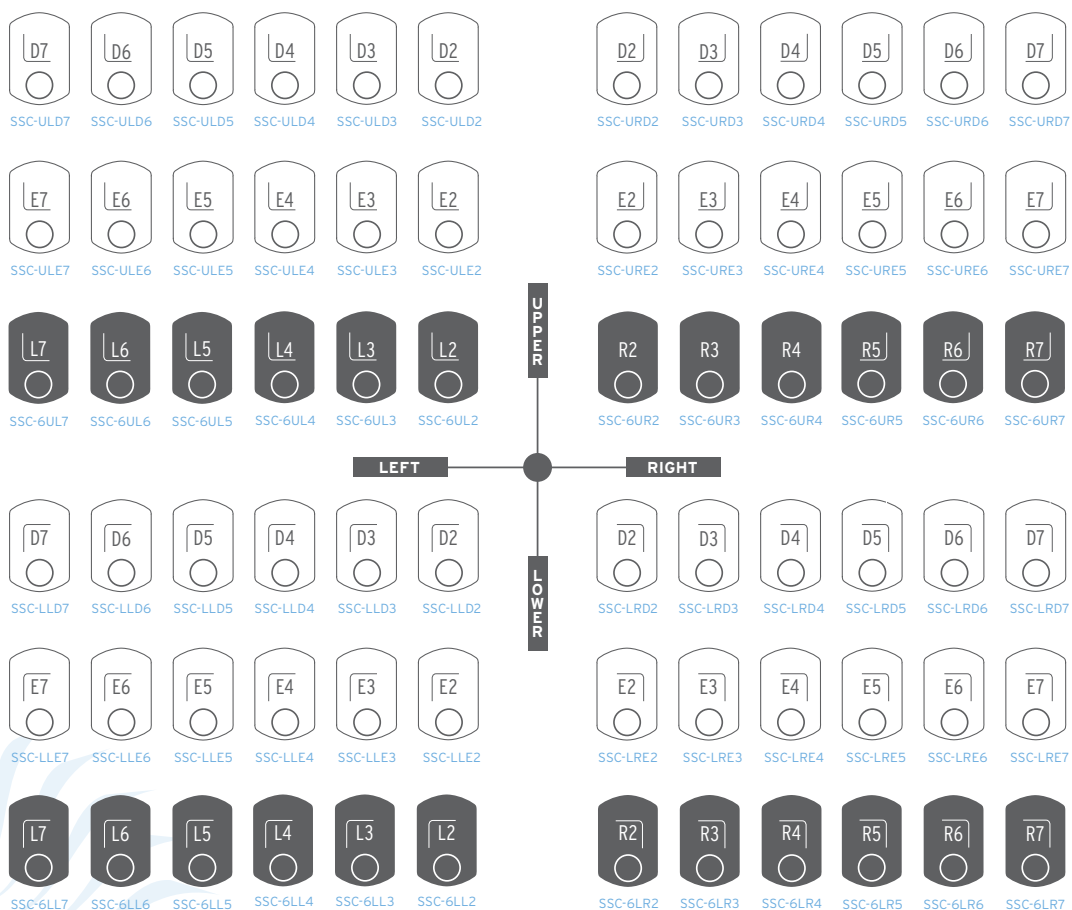 D7 D6 D5 D4 D3 D2 D2 D3 D4 D5 D6 D7
SSC-ULD7 SSC-ULD6 SSC-ULD5 SSC-ULD4 SSC-ULD3 SSC-ULD2 SSC-URD2 SSC-URD3 SSC-URD4 SSC-URD5 SSC-URD6 SSC-URD7
E7 E6 E5 E4 E3 E2 E2 E3 E4 E5 E6 E7
SSC-ULE7 SSC-ULE6 SSC-ULE5 SSC-ULE4 SSC-ULE3 SSC-ULE2 SSC-URE2 SSC-URE3 SSC-URE4 SSC-URE5 SSC-URE6 SSC-URE7
UPPER
L7 L6 L5 L4 L3 L2 R2 R3 R4 R5 R6 R7
SSC-6UL7 SSC-6UL6 SSC-6UL5 SSC-6UL4 SSC-6UL3 SSC-6UL2 SSC-6UR2 SSC-6UR3 SSC-6UR4 SSC-6UR5 SSC-6UR6 SSC-6UR7
LEFT RIGHT
D7 D6 D5 D4 D3 D2 D2 D3 D4 D5 D6 D7
LOWER
SSC-LLD7 SSC-LLD6 SSC-LLD5 SSC-LLD4 SSC-LLD3 SSC-LLD2 SSC-LRD2 SSC-LRD3 SSC-LRD4 SSC-LRD5 SSC-LRD6 SSC-LRD7
E7 E6 E5 E4 E3 E2 E2 E3 E4 E5 E6 E7
SSC-LLE7 SSC-LLE6 SSC-LLE5 SSC-LLE4 SSC-LLE3 SSC-LLE2 SSC-LRE2 SSC-LRE3 SSC-LRE4 SSC-LRE5 SSC-LRE6 SSC-LRE7
L7 L6 L5 L4 L3 L2 R2 R3 R4 R5 R6 R7
SSC-6LL7 SSC-6LL6 SSC-6LL5 SSC-6LL4 SSC-6LL3 SSC-6LL2 SSC-6LR2 SSC-6LR3 SSC-6LR4 SSC-6LR5 SSC-6LR6 SSC-6LR7